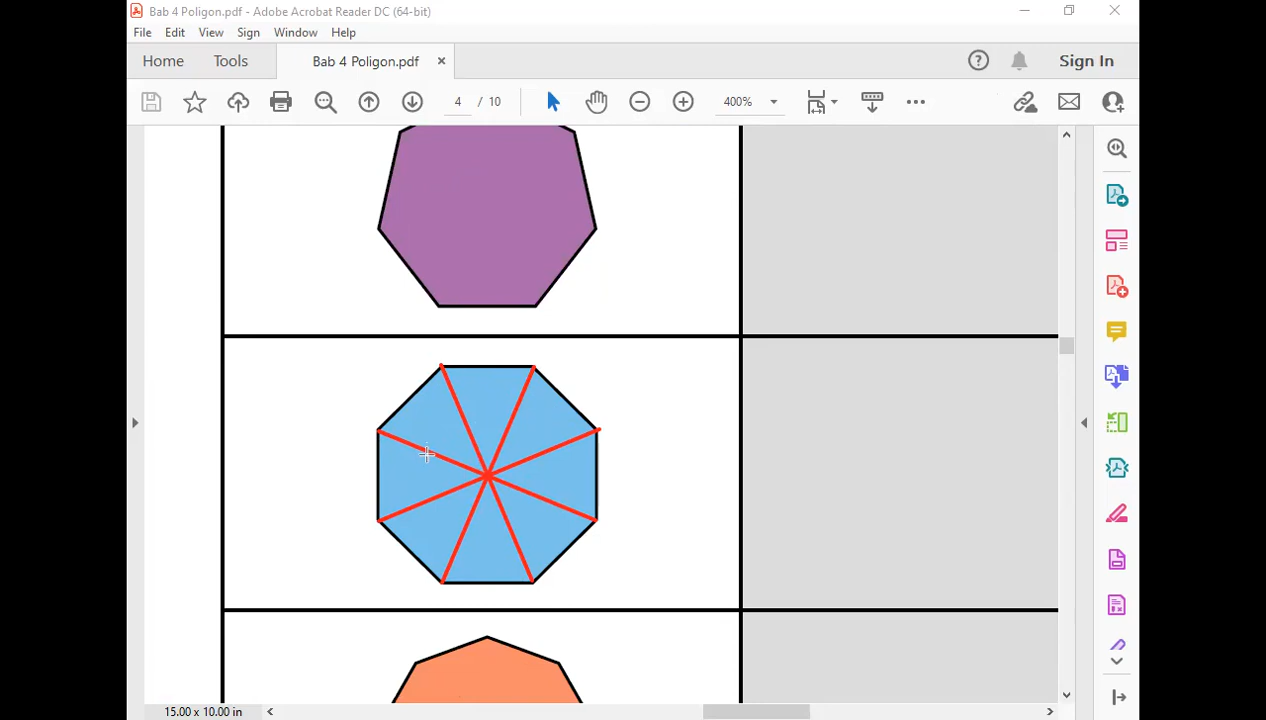 Bab 4 Poligon.pdf - Adobe Acrobat Reader DC (64-bit)
File Edit View Sign Window Help
Home Tools Bab 4 Poligon.pdf Sign In
4 / 10 400%
15.00 x 10.00 in